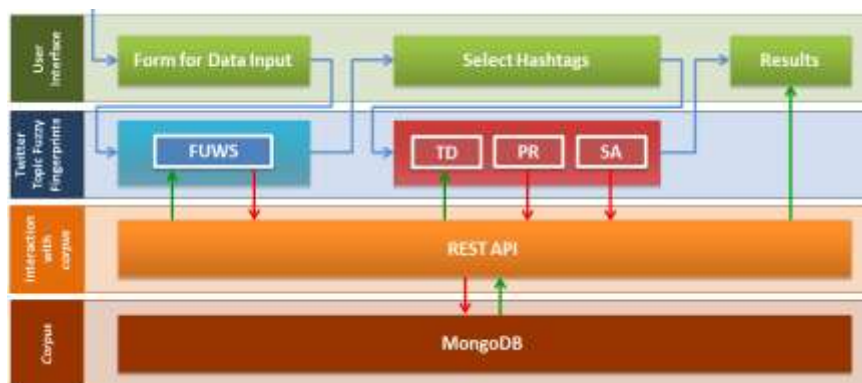 User
Interface
Form for Data Input
Select Hashtags
Results
Twitter
Topic Fuzzy
Fingerprints
FUWS
TD
PR
SA
Interaction
with
corpus
REST API
Corpus
MongoDB